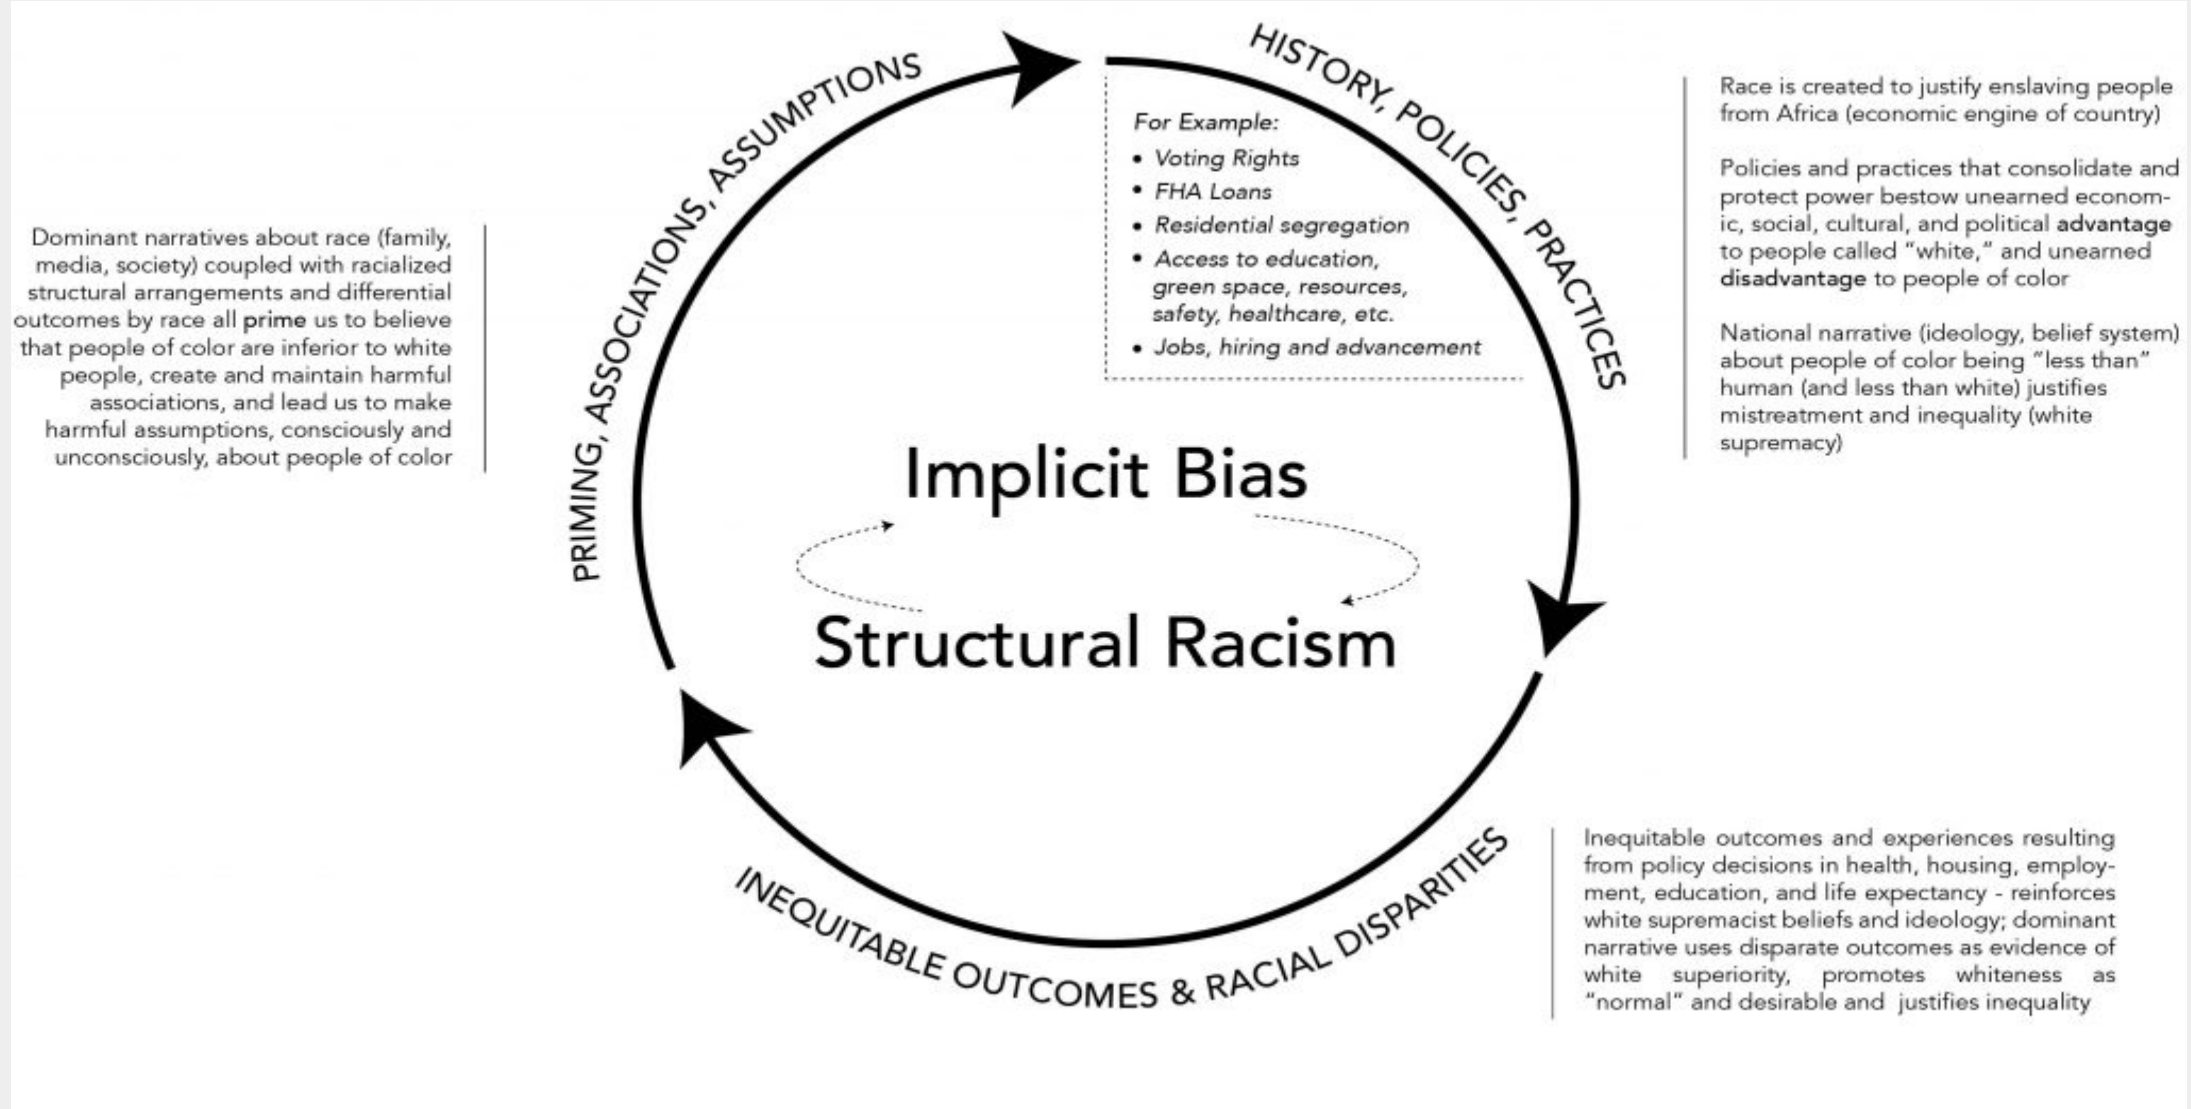 HISTORY, POLICIES, PRACTICES
For Example:
• Voting Rights
• FHA Loans
• Residential segregation
• Access to education,
green space, resources,
safety, healthcare, etc.
• Jobs, hiring and advancement
Race is created to justify enslaving people
from Africa (economic engine of country)
Policies and practices that consolidate and
protect power bestow unearned econom-
ic, social, cultural, and political advantage
to people called “white,” and unearned
disadvantage to people of color
National narrative (ideology, belief system)
about people of color being “less than”
human (and less than white) justifies
mistreatment and inequality (white
supremacy)
Implicit Bias
Structural Racism
INEQUITABLE OUTCOMES & RACIAL DISPARITIES
Inequitable outcomes and experiences resulting
from policy decisions in health, housing, employ-
ment, education, and life expectancy - reinforces
white supremacist beliefs and ideology; dominant
narrative uses disparate outcomes as evidence of
white superiority, promotes whiteness as
“normal” and desirable and justifies inequality
PRIMING, ASSOCIATIONS, ASSUMPTIONS
Dominant narratives about race (family,
media, society) coupled with racialized
structural arrangements and differential
outcomes by race all prime us to believe
that people of color are inferior to white
people, create and maintain harmful
associations, and lead us to make
harmful assumptions, consciously and
unconsciously, about people of color